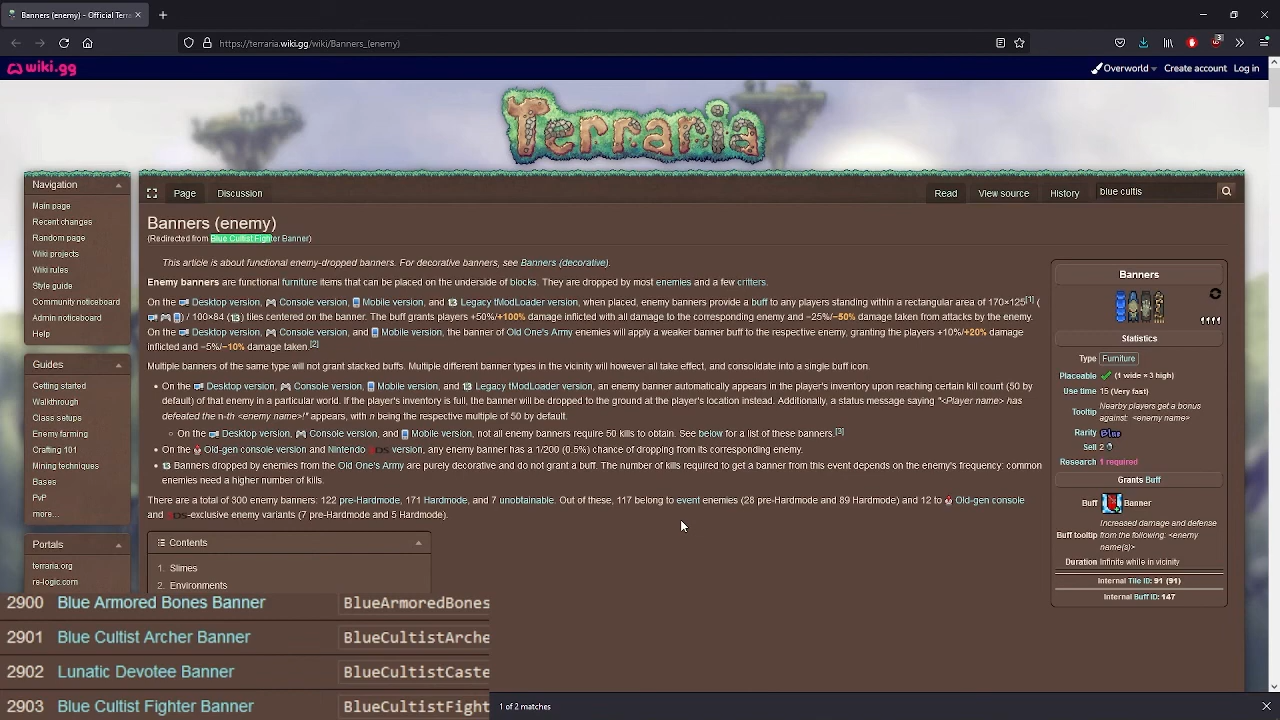 Banners (enemy) - Official Terr
https://terraria.wiki.gg/wiki/Banners_(enemy)
wiki.gg
Overworld
Create account
Log in
Terraria
Navigation
Main page
Recent changes
Random page
Wiki projects
Wiki rules
Style guide
Community noticeboard
Admin noticeboard
Help
Guides
Getting started
Walkthrough
Class setups
Enemy farming
Crafting 101
Mining techniques
Bases
PvP
more...
Portals
terraria.org
re-logic.com
Page
Discussion
Read
View source
History
blue cultis
Banners (enemy)
(Redirected from Blue Cultist Fighter Banner)
This article is about functional enemy-dropped banners. For decorative banners, see Banners (decorative).
Enemy banners are functional furniture items that can be placed on the underside of blocks. They are dropped by most enemies and a few critters.
On the Desktop version, Console version, Mobile version, and Legacy tModLoader version, when placed, enemy banners provide a buff to any players standing within a rectangular area of 170×125[1] (
) / 100×84 ( ) tiles centered on the banner. The buff grants players +50%/+100% damage inflicted with all damage to the corresponding enemy and −25%/−50% damage taken from attacks by the enemy.
On the Desktop version, Console version, and Mobile version, the banner of Old One's Army enemies will apply a weaker banner buff to the respective enemy, granting the players +10%/+20% damage
inflicted and −5%/−10% damage taken.[2]
Multiple banners of the same type will not grant stacked buffs. Multiple different banner types in the vicinity will however all take effect, and consolidate into a single buff icon.
• On the Desktop version, Console version, Mobile version, and Legacy tModLoader version, an enemy banner automatically appears in the player's inventory upon reaching certain kill count (50 by
default) of that enemy in a particular world. If the player's inventory is full, the banner will be dropped to the ground at the player's location instead. Additionally, a status message saying "<Player name> has
defeated the n-th <enemy name>!" appears, with n being the respective multiple of 50 by default.
On the Desktop version, Console version, and Mobile version, not all enemy banners require 50 kills to obtain. See below for a list of these banners.[3]
• On the Old-gen console version and Nintendo 3DS version, any enemy banner has a 1/200 (0.5%) chance of dropping from its corresponding enemy.
• Banners dropped by enemies from the Old One's Army are purely decorative and do not grant a buff. The number of kills required to get a banner from this event depends on the enemy's frequency: common
enemies need a higher number of kills.
There are a total of 300 enemy banners: 122 pre-Hardmode, 171 Hardmode, and 7 unobtainable. Out of these, 117 belong to event enemies (28 pre-Hardmode and 89 Hardmode) and 12 to Old-gen console
and 3DS-exclusive enemy variants (7 pre-Hardmode and 5 Hardmode).
Contents
1. Slimes
2. Environments
Banners
Statistics
Type Furniture
Placeable (1 wide × 3 high)
Use time 15 (Very fast)
Tooltip Nearby players get a bonus against: <enemy name>
Rarity Blue
Sell 2
Research 1 required
Grants Buff
Buff Banner
Buff tooltip Increased damage and defense from the following: <enemy name(s)>
Duration Infinite while in vicinity
Internal Tile ID: 91 (91)
Internal Buff ID: 147
2900 Blue Armored Bones Banner BlueArmoredBones
2901 Blue Cultist Archer Banner BlueCultistArche
2902 Lunatic Devotee Banner BlueCultistCaste
2903 Blue Cultist Fighter Banner BlueCultistFight
1 of 2 matches